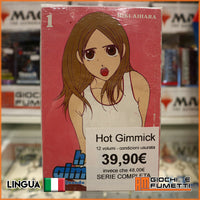 MIKI AIHARA
1
Hot Gimmick
12 volumi - condizioni usurate
39,90€
invece che 48,00€
SERIE COMPLETA
LINGUA
GIOCHI E
FUMETTI